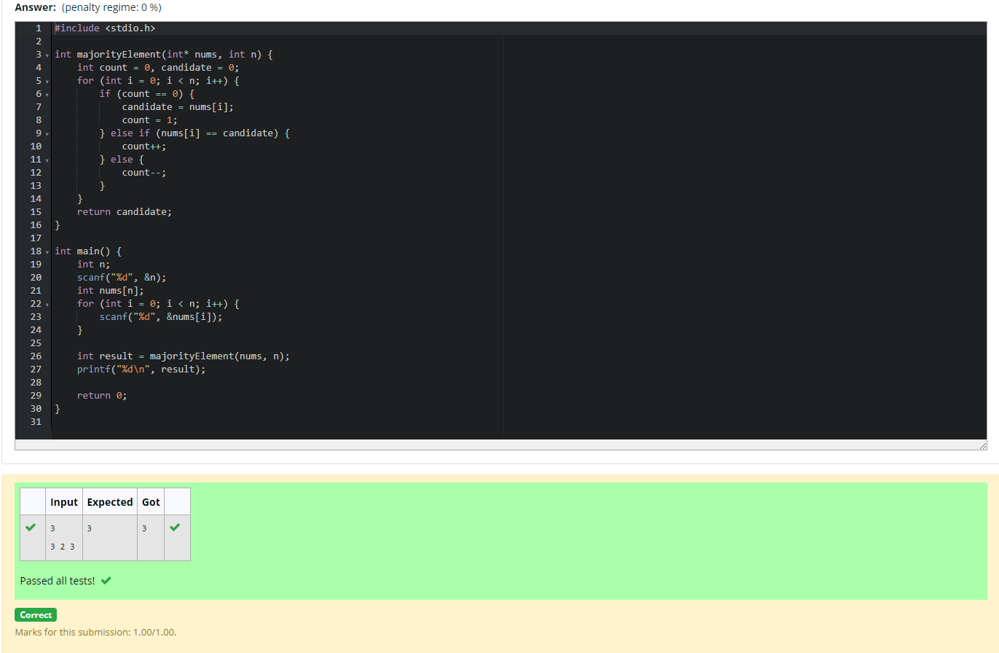 Answer: (penalty regime: 0 %)
1 #include <stdio.h>
2
3 int majorityElement(int* nums, int n) {
4     int count = 0, candidate = 0;
5     for (int i = 0; i < n; i++) {
6         if (count == 0) {
7             candidate = nums[i];
8             count = 1;
9         } else if (nums[i] == candidate) {
10             count++;
11         } else {
12             count--;
13         }
14     }
15     return candidate;
16 }
17
18 int main() {
19     int n;
20     scanf("%d", &n);
21     int nums[n];
22     for (int i = 0; i < n; i++) {
23         scanf("%d", &nums[i]);
24     }
25
26     int result = majorityElement(nums, n);
27     printf("%d\n", result);
28
29     return 0;
30 }
31
Input Expected Got
3 3 3
3 2 3
Passed all tests!
Correct
Marks for this submission: 1.00/1.00.